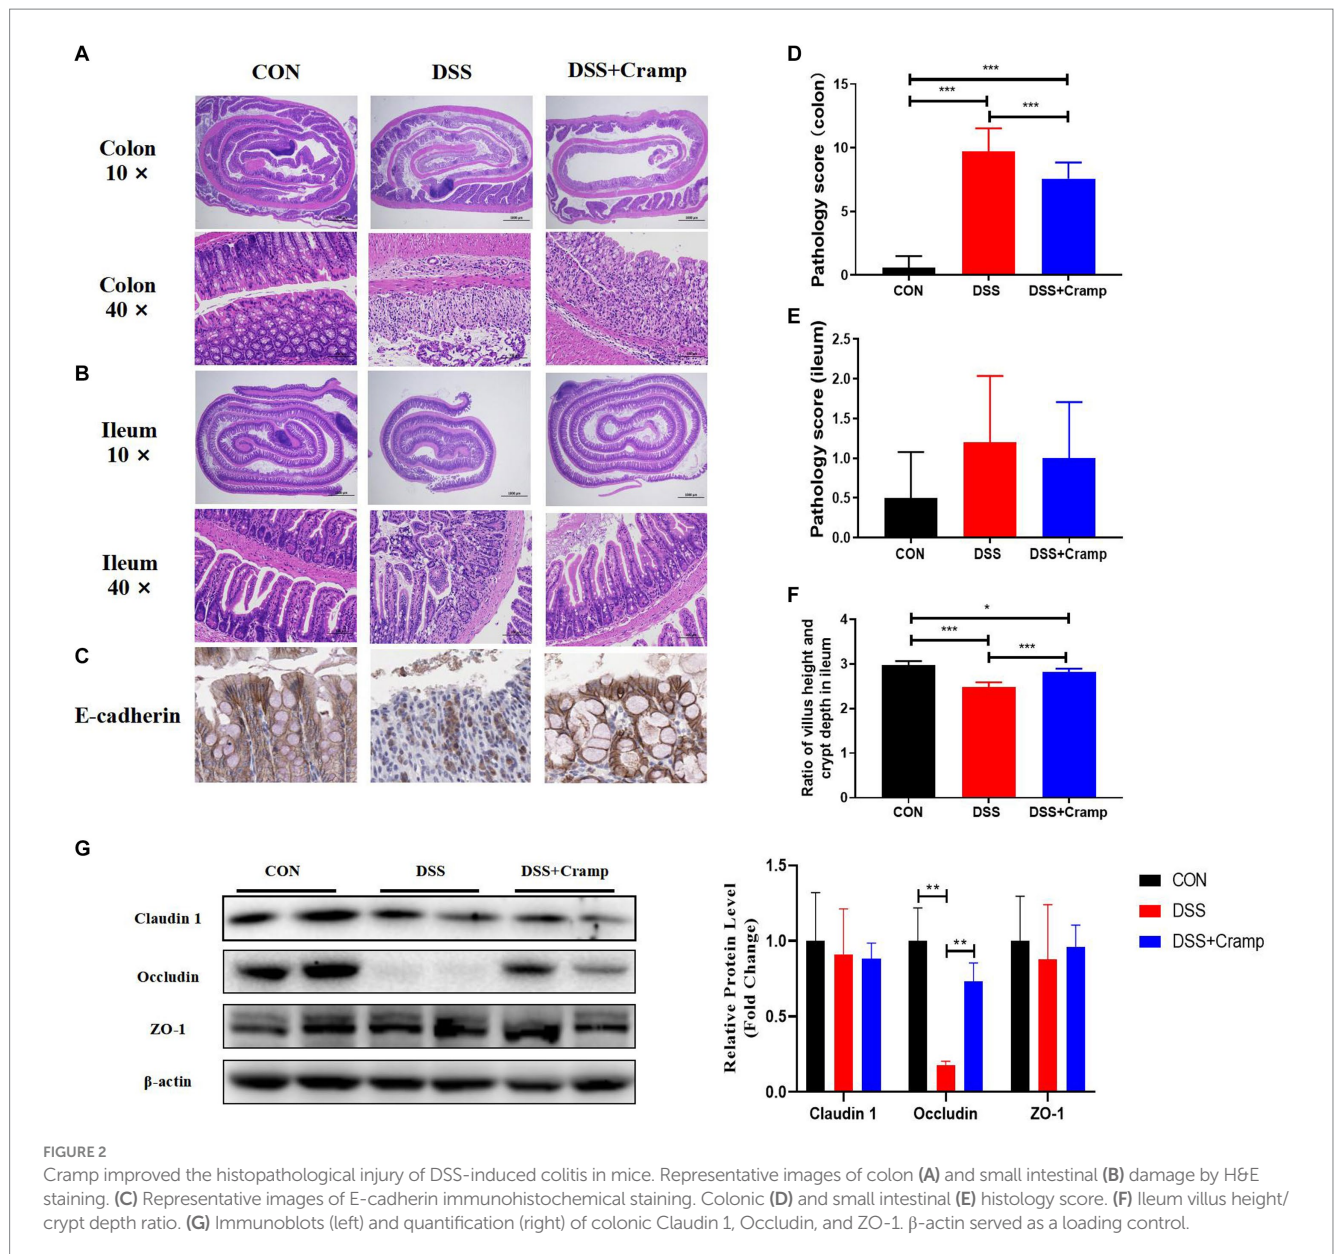 A
CON
DSS
DSS+Cramp
Colon
10 ×
Colon
40 ×
B
Ileum
10 ×
Ileum
40 ×
C
E-cadherin
D
Pathology score (colon)
15
10
5
0
***
***
***
CON
DSS
DSS+Cramp
E
Pathology score (ileum)
2.5
2.0
1.5
1.0
0.5
0.0
CON
DSS
DSS+Cramp
F
Ratio of villus height and
crypt depth in ileum
4
3
2
1
0
*
***
***
CON
DSS
DSS+Cramp
G
CON
DSS
DSS+Cramp
Claudin 1
Occludin
ZO-1
β-actin
Relative Protein Level
(Fold Change)
1.5
1.0
0.5
0.0
**
**
Claudin 1
Occludin
ZO-1
CON
DSS
DSS+Cramp
FIGURE 2
Cramp improved the histopathological injury of DSS-induced colitis in mice. Representative images of colon (A) and small intestinal (B) damage by H&E
staining. (C) Representative images of E-cadherin immunohistochemical staining. Colonic (D) and small intestinal (E) histology score. (F) Ileum villus height/
crypt depth ratio. (G) Immunoblots (left) and quantification (right) of colonic Claudin 1, Occludin, and ZO-1. β-actin served as a loading control.